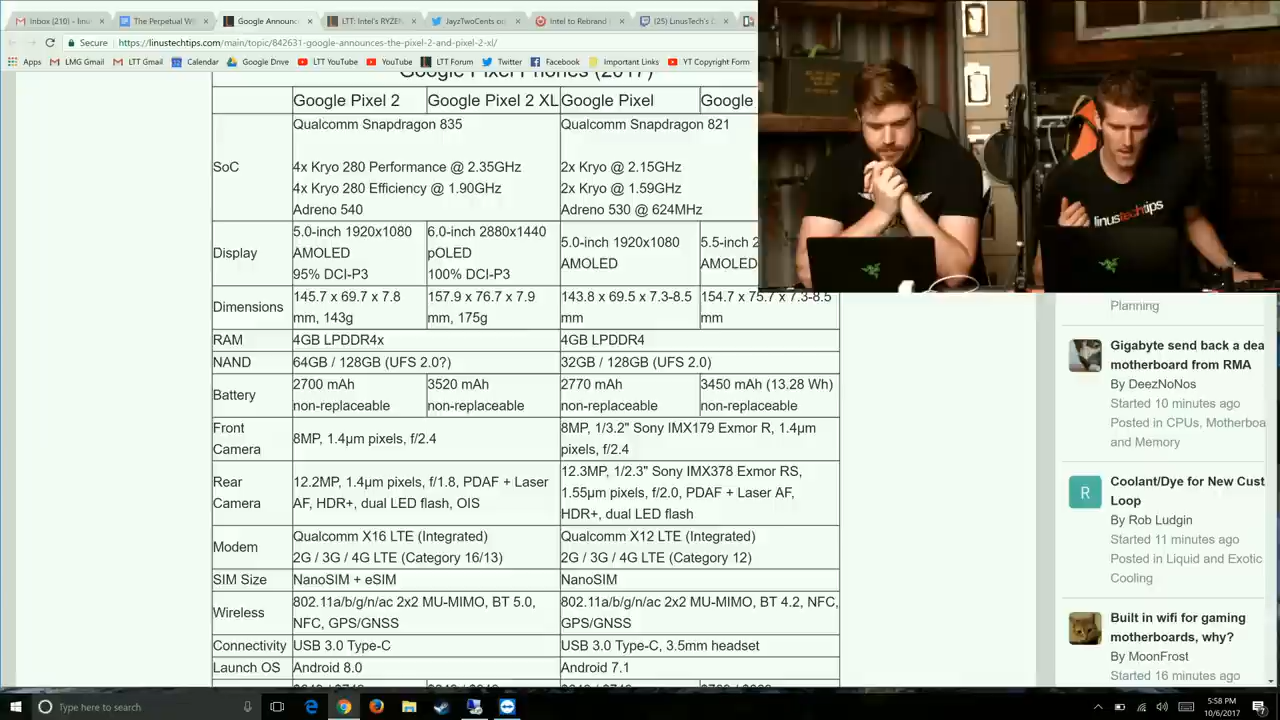 Inbox (210) - linus
The Perpetual W
Google Announc
LTT: Intel's RYZEN
JayzTwoCents on
Intel to Rebrand
(25) LinusTech's
Secure
https://linustechtips.com/main/topic/842631-google-announces-the-pixel-2-and-pixel-2-xl/
Apps
LMG Gmail
LTT Gmail
Calendar
Google Drive
LTT YouTube
YouTube
LTT Forum
Twitter
Facebook
Important Links
YT Copyright Form
Google Pixel Phones (2017)
Google Pixel 2
Google Pixel 2 XL
Google Pixel
Google
SoC
Qualcomm Snapdragon 835
4x Kryo 280 Performance @ 2.35GHz
4x Kryo 280 Efficiency @ 1.90GHz
Adreno 540
Qualcomm Snapdragon 821
2x Kryo @ 2.15GHz
2x Kryo @ 1.59GHz
Adreno 530 @ 624MHz
Display
5.0-inch 1920x1080
AMOLED
95% DCI-P3
6.0-inch 2880x1440
pOLED
100% DCI-P3
5.0-inch 1920x1080
AMOLED
5.5-inch 2
AMOLED
Dimensions
145.7 x 69.7 x 7.8
mm, 143g
157.9 x 76.7 x 7.9
mm, 175g
143.8 x 69.5 x 7.3-8.5
mm
154.7 x 75.7 x 7.3-8.5
mm
RAM
4GB LPDDR4x
4GB LPDDR4
NAND
64GB / 128GB (UFS 2.0?)
32GB / 128GB (UFS 2.0)
Battery
2700 mAh
non-replaceable
3520 mAh
non-replaceable
2770 mAh
non-replaceable
3450 mAh (13.28 Wh)
non-replaceable
Front
Camera
8MP, 1.4µm pixels, f/2.4
8MP, 1/3.2" Sony IMX179 Exmor R, 1.4µm
pixels, f/2.4
Rear
Camera
12.2MP, 1.4µm pixels, f/1.8, PDAF + Laser
AF, HDR+, dual LED flash, OIS
12.3MP, 1/2.3" Sony IMX378 Exmor RS,
1.55µm pixels, f/2.0, PDAF + Laser AF,
HDR+, dual LED flash
Modem
Qualcomm X16 LTE (Integrated)
2G / 3G / 4G LTE (Category 16/13)
Qualcomm X12 LTE (Integrated)
2G / 3G / 4G LTE (Category 12)
SIM Size
NanoSIM + eSIM
NanoSIM
Wireless
802.11a/b/g/n/ac 2x2 MU-MIMO, BT 5.0,
NFC, GPS/GNSS
802.11a/b/g/n/ac 2x2 MU-MIMO, BT 4.2, NFC,
GPS/GNSS
Connectivity
USB 3.0 Type-C
USB 3.0 Type-C, 3.5mm headset
Launch OS
Android 8.0
Android 7.1
linustechtips
Planning
Gigabyte send back a dea
motherboard from RMA
By DeezNoNos
Started 10 minutes ago
Posted in CPUs, Motherboa
and Memory
R
Coolant/Dye for New Cust
Loop
By Rob Ludgin
Started 11 minutes ago
Posted in Liquid and Exotic
Cooling
Built in wifi for gaming
motherboards, why?
By MoonFrost
Started 16 minutes ago
Type here to search
5:58 PM
10/6/2017